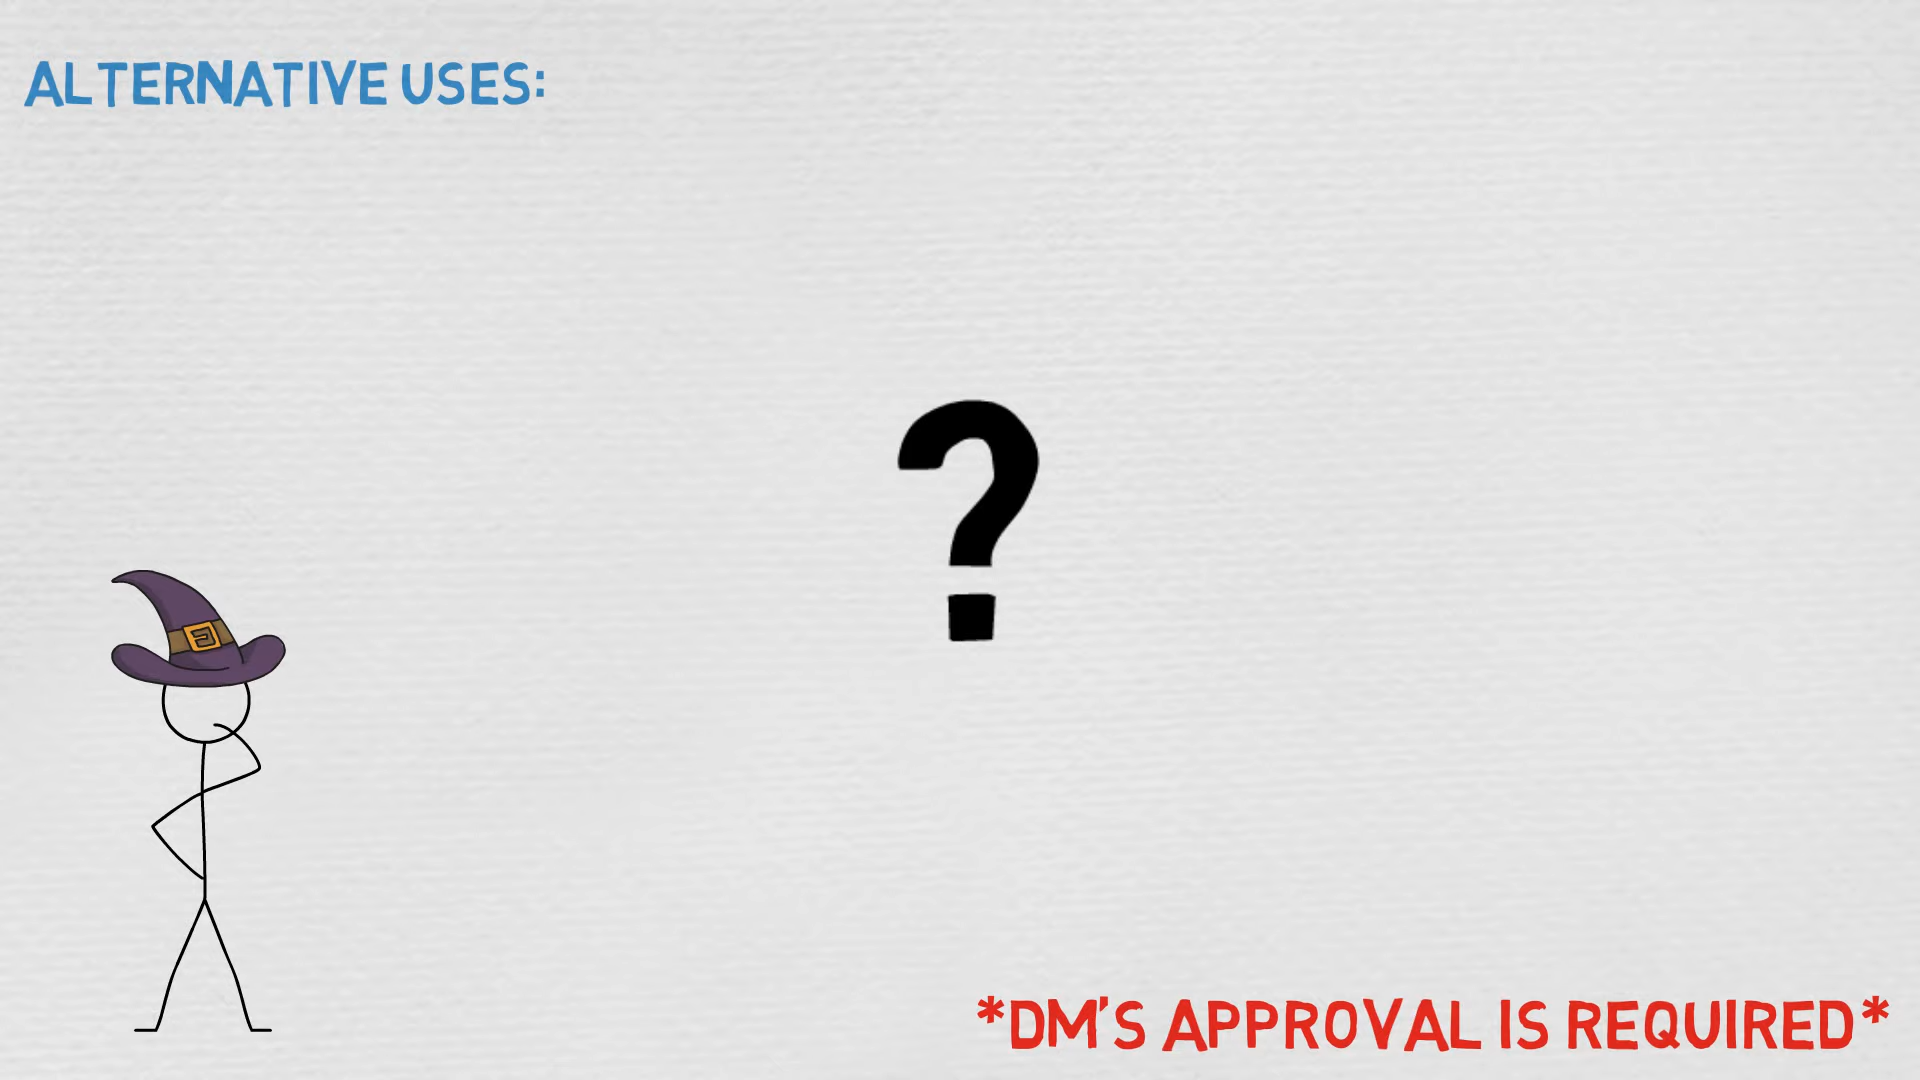 ALTERNATIVE USES:
?
*DM'S APPROVAL IS REQUIRED*